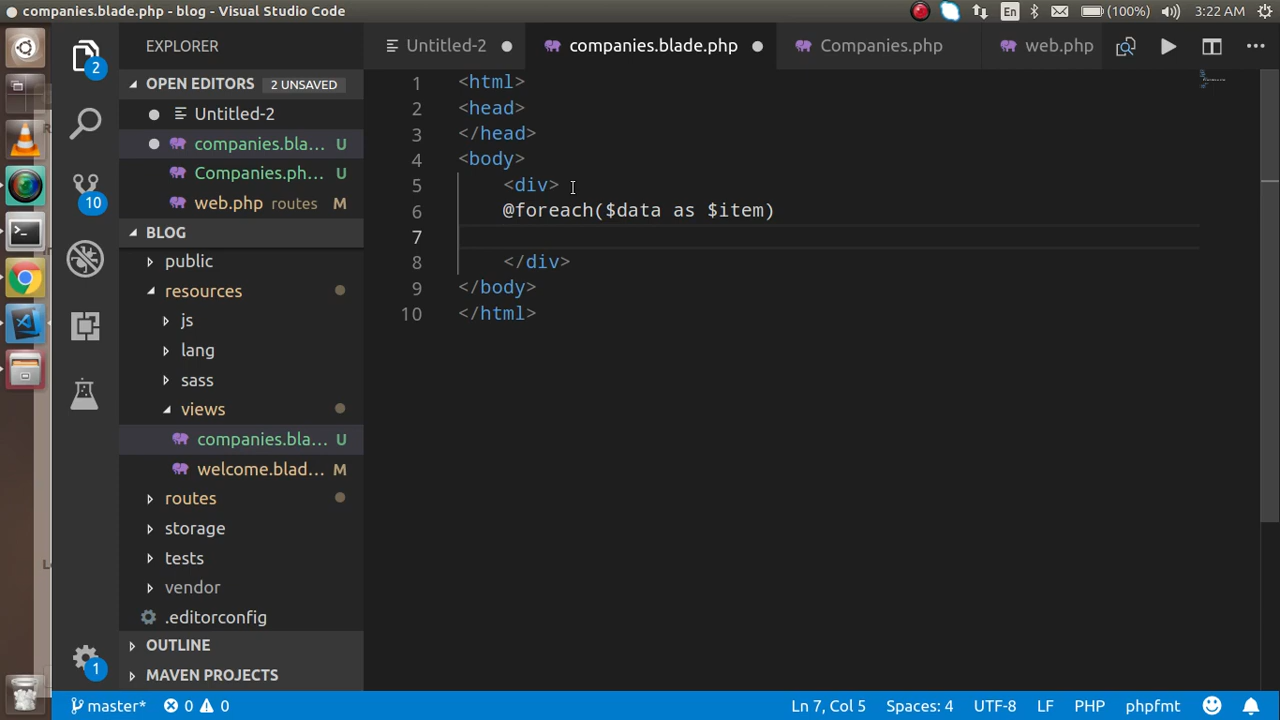 companies.blade.php - blog - Visual Studio Code
En
(100%)
3:22 AM
EXPLORER
OPEN EDITORS 2 UNSAVED
Untitled-2
companies.bla... U
Companies.ph... U
web.php routes M
BLOG
public
resources
js
lang
sass
views
companies.bla... U
welcome.blad... M
routes
storage
tests
vendor
.editorconfig
OUTLINE
MAVEN PROJECTS
2
10
1
Untitled-2
companies.blade.php
Companies.php
web.php
1 <html>
2 <head>
3 </head>
4 <body>
5 <div>
6 @foreach($data as $item)
7
8 </div>
9 </body>
10 </html>
master* 0 0
Ln 7, Col 5
Spaces: 4
UTF-8
LF
PHP
phpfmt